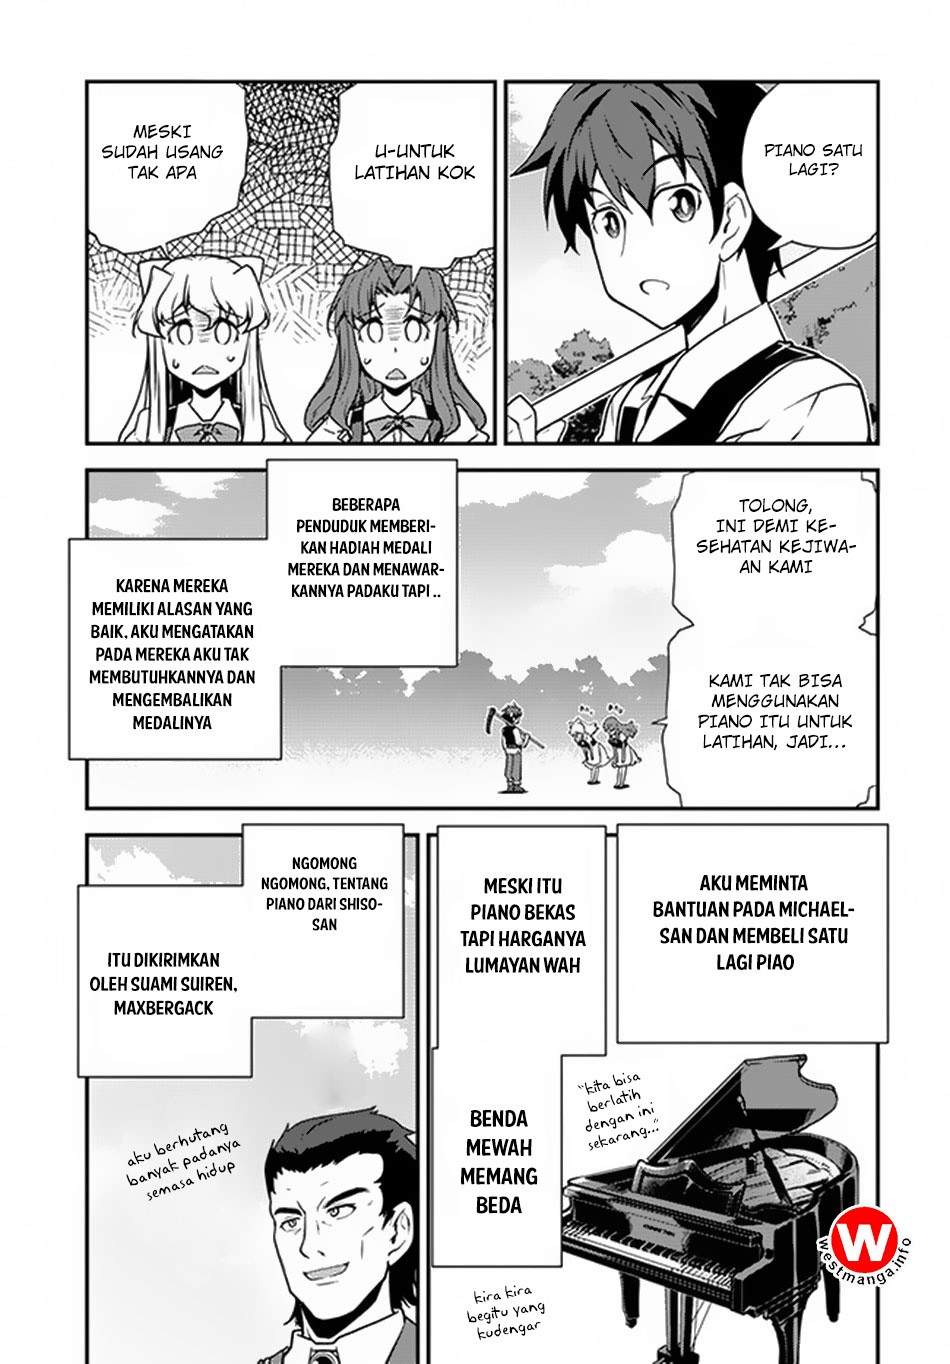 PIANO SATU
LAGI?
U-UNTUK
LATIHAN KOK
MESKI
SUDAH USANG
TAK APA
TOLONG,
INI DEMI KE-
SEHATAN KEJIWA-
AN KAMI
KAMI TAK BISA
MENGGUNAKAN
PIANO ITU UNTUK
LATIHAN, JADI...
BEBERAPA
PENDUDUK MEMBERI-
KAN HADIAH MEDALI
MEREKA DAN MENAWAR-
KANNYA PADAKU TAPI ..
KARENA MEREKA
MEMILIKI ALASAN YANG
BAIK, AKU MENGATAKAN
PADA MEREKA AKU TAK
MEMBUTUHKANNYA DAN
MENGEMBALIKAN
MEDALINYA
AKU MEMINTA
BANTUAN PADA MICHAEL-
SAN DAN MEMBELI SATU
LAGI PIAO
MESKI ITU
PIANO BEKAS
TAPI HARGANYA
LUMAYAN WAH
"kita bisa
berlatih
dengan ini
sekarang..."
BENDA
MEWAH
MEMANG
BEDA
kira kira
begitu yang
kudengar
NGOMONG
NGOMONG, TENTANG
PIANO DARI SHISO-
SAN
ITU DIKIRIMKAN
OLEH SUAMI SUIREN,
MAXBERGACK
aku berhutang
banyak padanya
semasa hidup
W
westmanga.info